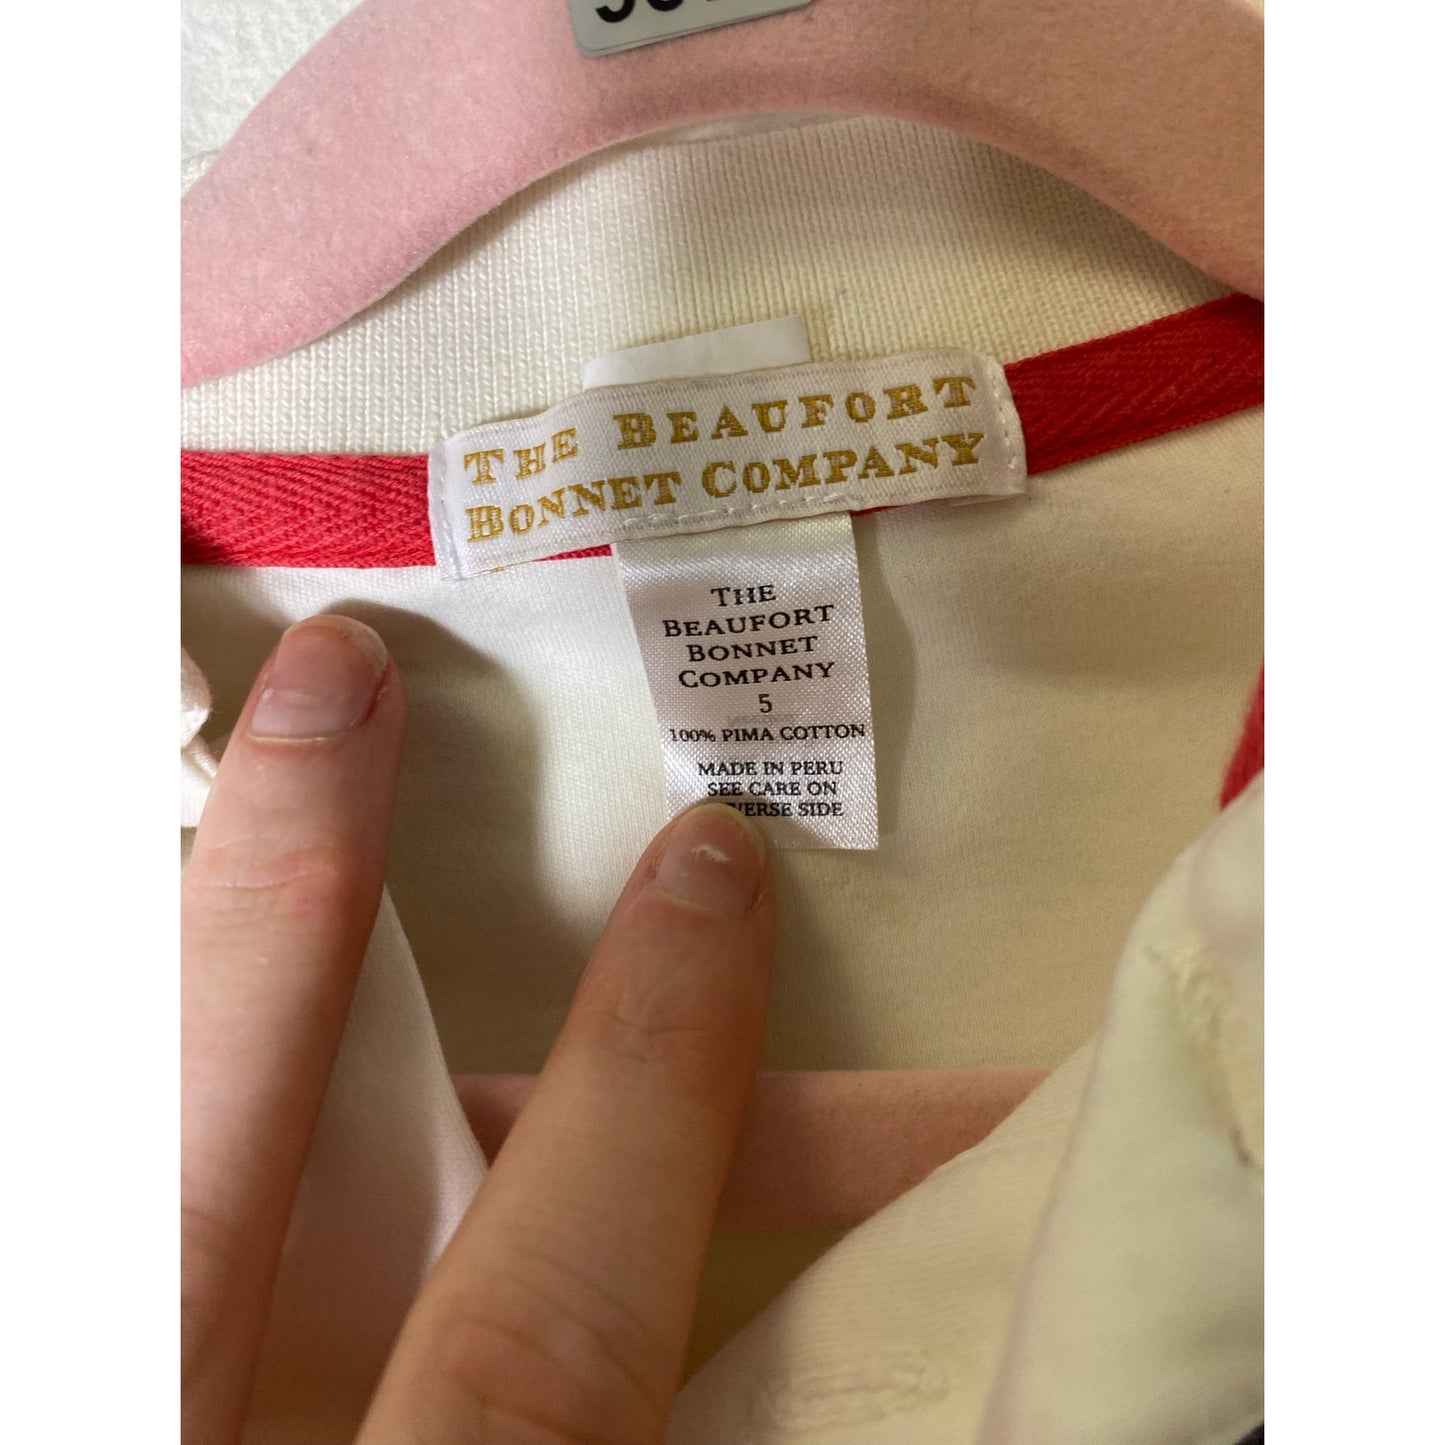 THE BEAUFORT
BONNET COMPANY
THE
BEAUFORT
BONNET
COMPANY
5
100% PIMA COTTON
MADE IN PERU
SEE CARE ON
SIDE